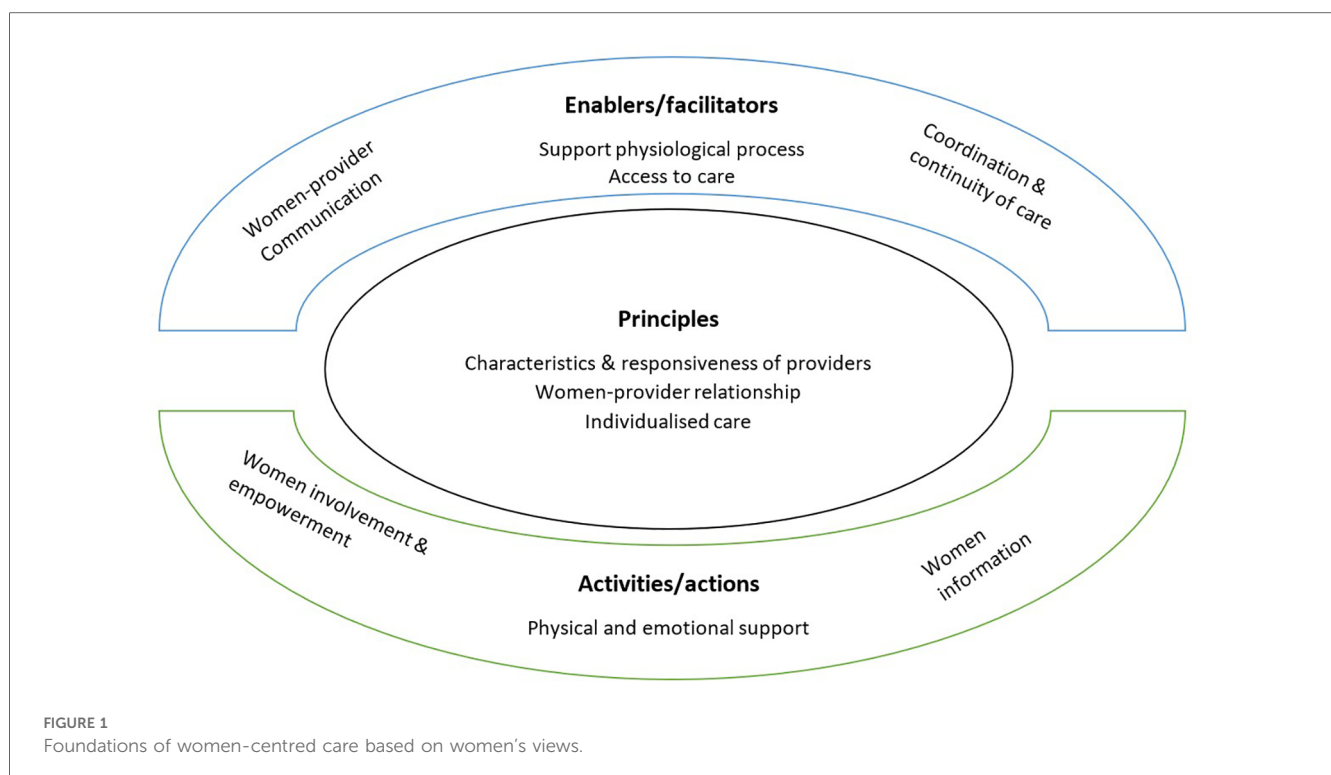 Enablers/facilitators
Support physiological process
Access to care
Women-provider
Communication
Coordination &
continuity of care
Principles
Characteristics & responsiveness of providers
Women-provider relationship
Individualised care
Women involvement &
empowerment
Activities/actions
Physical and emotional support
Women
information
FIGURE 1
Foundations of women-centred care based on women's views.